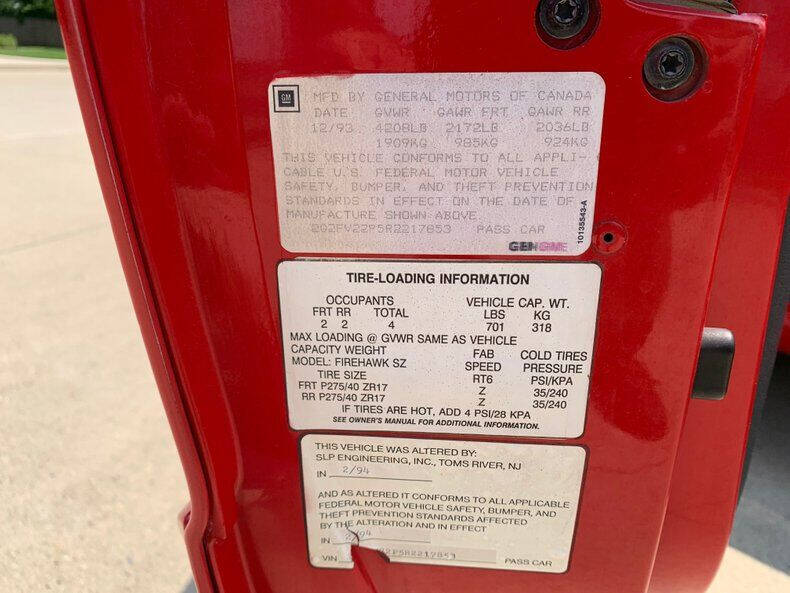 GM
MFD BY GENERAL MOTORS OF CANADA
DATE GVWR GAWR FRT GAWR RR
12/93 4208LB 2172LB 2036LB
1909KG 985KG 924KG
THIS VEHICLE CONFORMS TO ALL APPLI-
CABLE U.S. FEDERAL MOTOR VEHICLE
SAFETY, BUMPER, AND THEFT PREVENTION
STANDARDS IN EFFECT ON THE DATE OF
MANUFACTURE SHOWN ABOVE.
2G2FV22P5R2217853 PASS CAR
10135543-A
TIRE-LOADING INFORMATION
OCCUPANTS VEHICLE CAP. WT.
FRT RR TOTAL LBS KG
2 2 4 701 318
MAX LOADING @ GVWR SAME AS VEHICLE
CAPACITY WEIGHT FAB COLD TIRES
MODEL: FIREHAWK SZ SPEED PRESSURE
TIRE SIZE RT6 PSI/KPA
FRT P275/40 ZR17 Z 35/240
RR P275/40 ZR17 Z 35/240
IF TIRES ARE HOT, ADD 4 PSI/28 KPA
SEE OWNER'S MANUAL FOR ADDITIONAL INFORMATION.
THIS VEHICLE WAS ALTERED BY:
SLP ENGINEERING, INC., TOMS RIVER, NJ
IN 2/94
AND AS ALTERED IT CONFORMS TO ALL APPLICABLE
FEDERAL MOTOR VEHICLE SAFETY, BUMPER, AND
THEFT PREVENTION STANDARDS AFFECTED
BY THE ALTERATION AND IN EFFECT
IN 2/94
VIN 22P5R2217853 PASS CAR